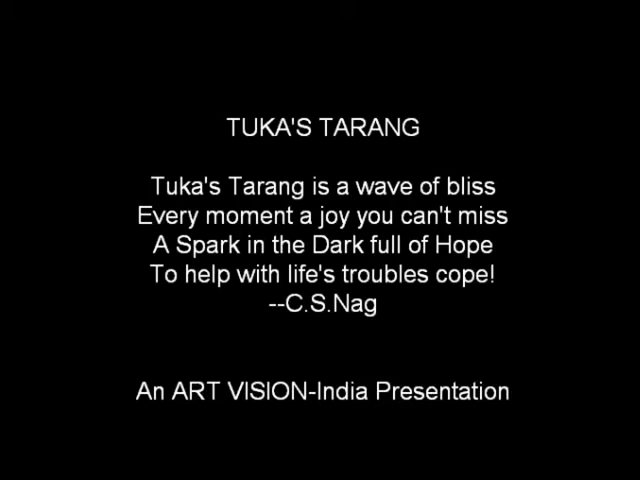 TUKA'S TARANG
Tuka's Tarang is a wave of bliss
Every moment a joy you can't miss
A Spark in the Dark full of Hope
To help with life's troubles cope!
--C.S.Nag
An ART VISION-India Presentation